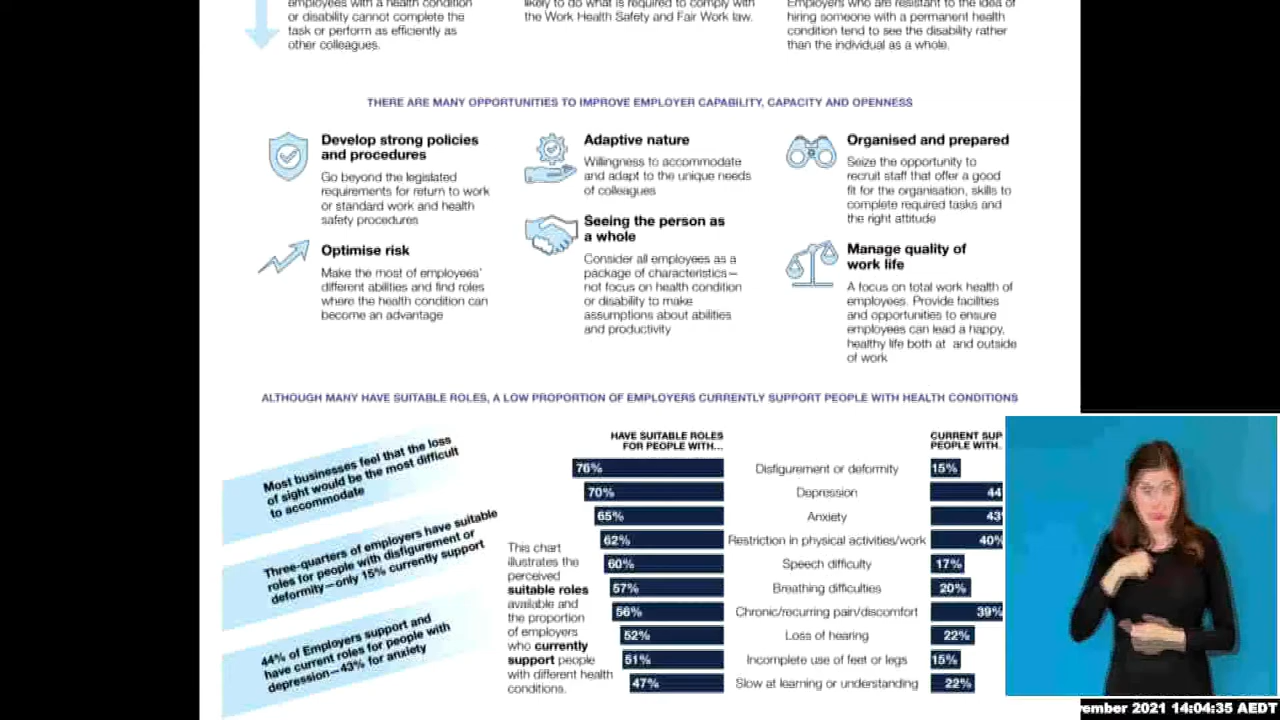 employees with a health condition
or disability cannot complete the
task or perform as efficiently as
other colleagues.
likely to do what is required to comply with
the Work Health Safety and Fair Work law.
Employers who are resistant to the idea of
hiring someone with a permanent health
condition tend to see the disability rather
than the individual as a whole.
THERE ARE MANY OPPORTUNITIES TO IMPROVE EMPLOYER CAPABILITY, CAPACITY AND OPENNESS
Develop strong policies
and procedures
Go beyond the legislated
requirements for return to work
or standard work and health
safety procedures
Optimise risk
Make the most of employees'
different abilities and find roles
where the health condition can
become an advantage
Adaptive nature
Willingness to accommodate
and adapt to the unique needs
of colleagues
Seeing the person as
a whole
Consider all employees as a
package of characteristics—
not focus on health condition
or disability to make
assumptions about abilities
and productivity
Organised and prepared
Seize the opportunity to
recruit staff that offer a good
fit for the organisation, skills to
complete required tasks and
the right attitude
Manage quality of
work life
A focus on total work health of
employees. Provide facilities
and opportunities to ensure
employees can lead a happy,
healthy life both at and outside
of work
ALTHOUGH MANY HAVE SUITABLE ROLES, A LOW PROPORTION OF EMPLOYERS CURRENTLY SUPPORT PEOPLE WITH HEALTH CONDITIONS
Most businesses feel that the loss
of sight would be the most difficult
to accommodate
Three-quarters of employers have suitable
roles for people with disfigurement or
deformity—only 15% currently support
44% of Employers support and
have current roles for people with
depression—43% for anxiety
This chart
illustrates the
perceived
suitable roles
available and
the proportion
of employers
who currently
support people
with different health
conditions.
HAVE SUITABLE ROLES
FOR PEOPLE WITH...
CURRENT SUP
PEOPLE WITH.
76% Disfigurement or deformity 15%
70% Depression 44
65% Anxiety 43
62% Restriction in physical activities/work 40%
60% Speech difficulty 17%
57% Breathing difficulties 20%
56% Chronic/recurring pain/discomfort 39%
52% Loss of hearing 22%
51% Incomplete use of feet or legs 15%
47% Slow at learning or understanding 22%
vember 2021 14:04:35 AEDT